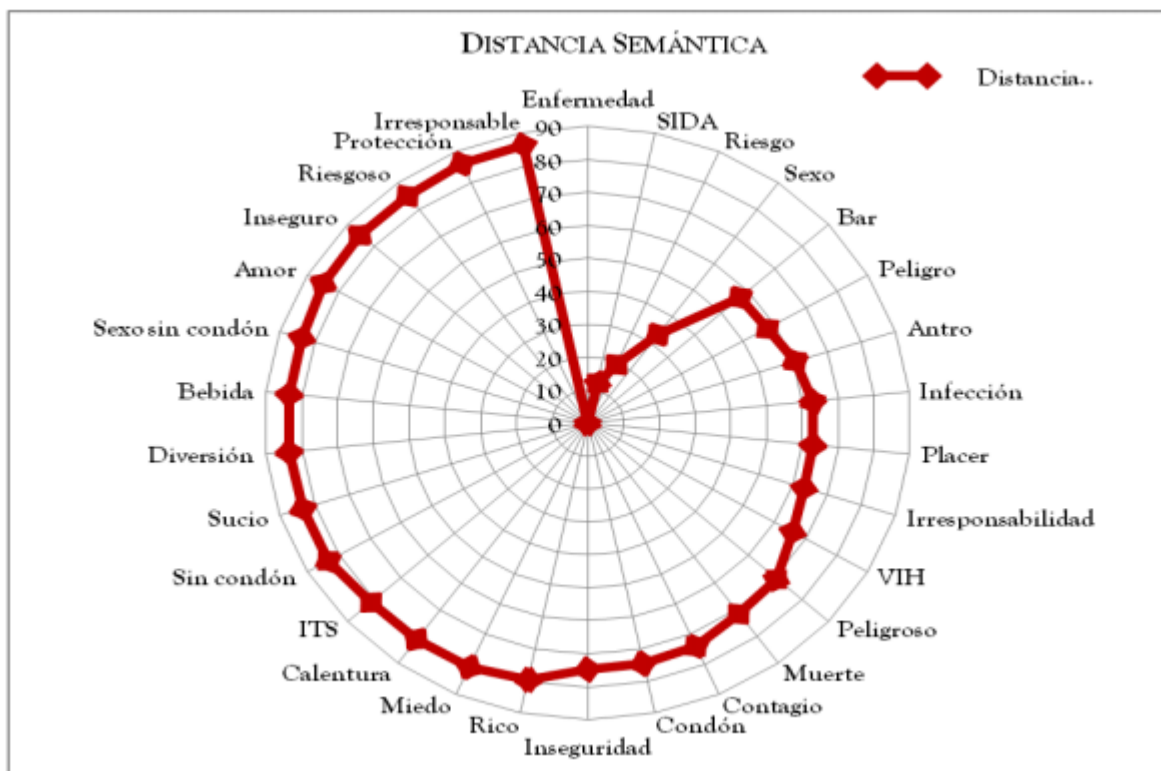 DISTANCIA SEMÁNTICA
Distancia..
Enfermedad
SIDA
Riesgo
Sexo
Bar
Peligro
Antro
Infección
Placer
Irresponsabilidad
VIH
Peligroso
Muerte
Contagio
Condón
Inseguridad
Rico
Miedo
Calentura
ITS
Sin condón
Sucio
Diversión
Bebida
Sexo sin condón
Amor
Inseguro
Riesgoso
Protección
Irresponsable
90
80
70
60
50
40
30
20
10
0